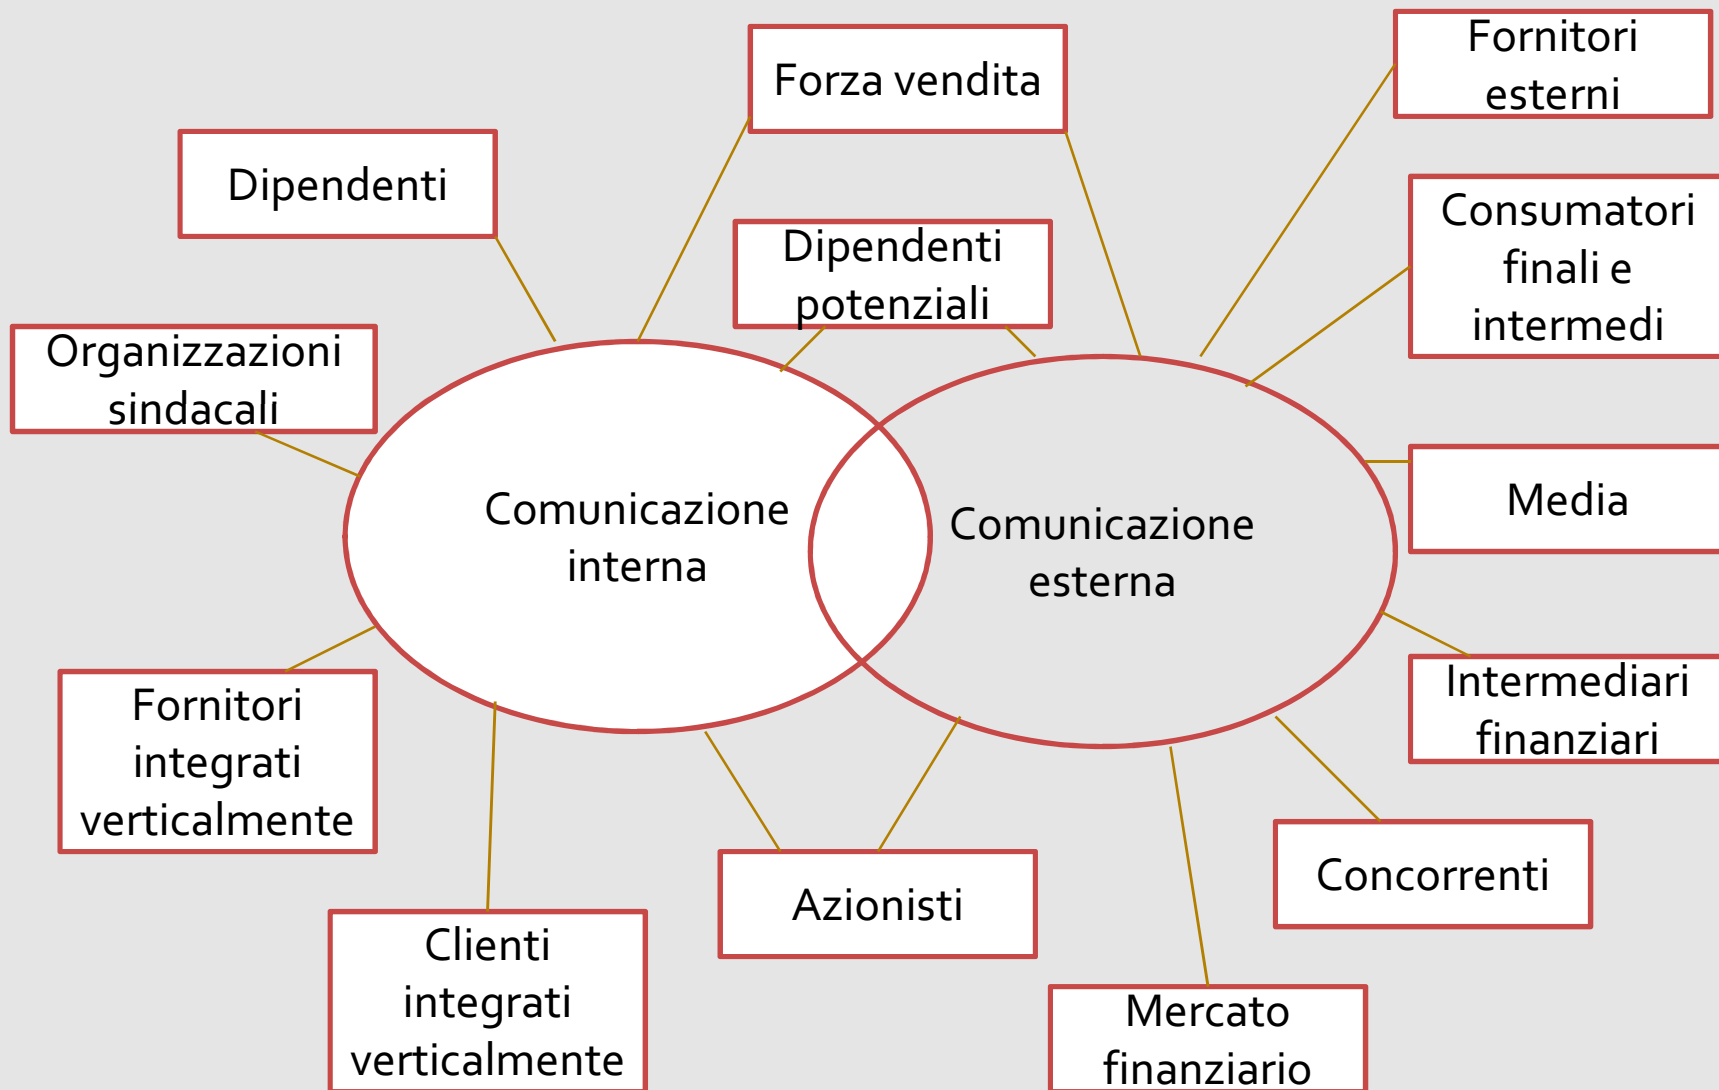 Forza vendita
Fornitori
esterni
Dipendenti
Consumatori
finali e
intermedi
Dipendenti
potenziali
Organizzazioni
sindacali
Media
Comunicazione
interna
Comunicazione
esterna
Fornitori
integrati
verticalmente
Intermediari
finanziari
Azionisti
Concorrenti
Clienti
integrati
verticalmente
Mercato
finanziario